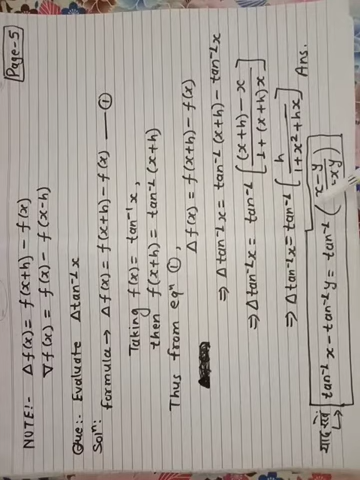 Page-5
NOTE:- Δf(x) = f(x+h) - f(x)
∇f(x) = f(x) - f(x-h)
Que:- Evaluate Δtan⁻¹x
Solⁿ:
formula → Δf(x) = f(x+h) - f(x) — ①
Taking f(x) = tan⁻¹x,
then f(x+h) = tan⁻¹(x+h)
Thus from eqⁿ ①,
Δf(x) = f(x+h) - f(x)
⇒ Δtan⁻¹x = tan⁻¹(x+h) - tan⁻¹x
⇒ Δtan⁻¹x = tan⁻¹[(x+h)-x / 1+(x+h)x]
⇒ Δtan⁻¹x = tan⁻¹[h / 1+x²+hx] Ans.
याद रखें → tan⁻¹x - tan⁻¹y = tan⁻¹(x-y / -xy)